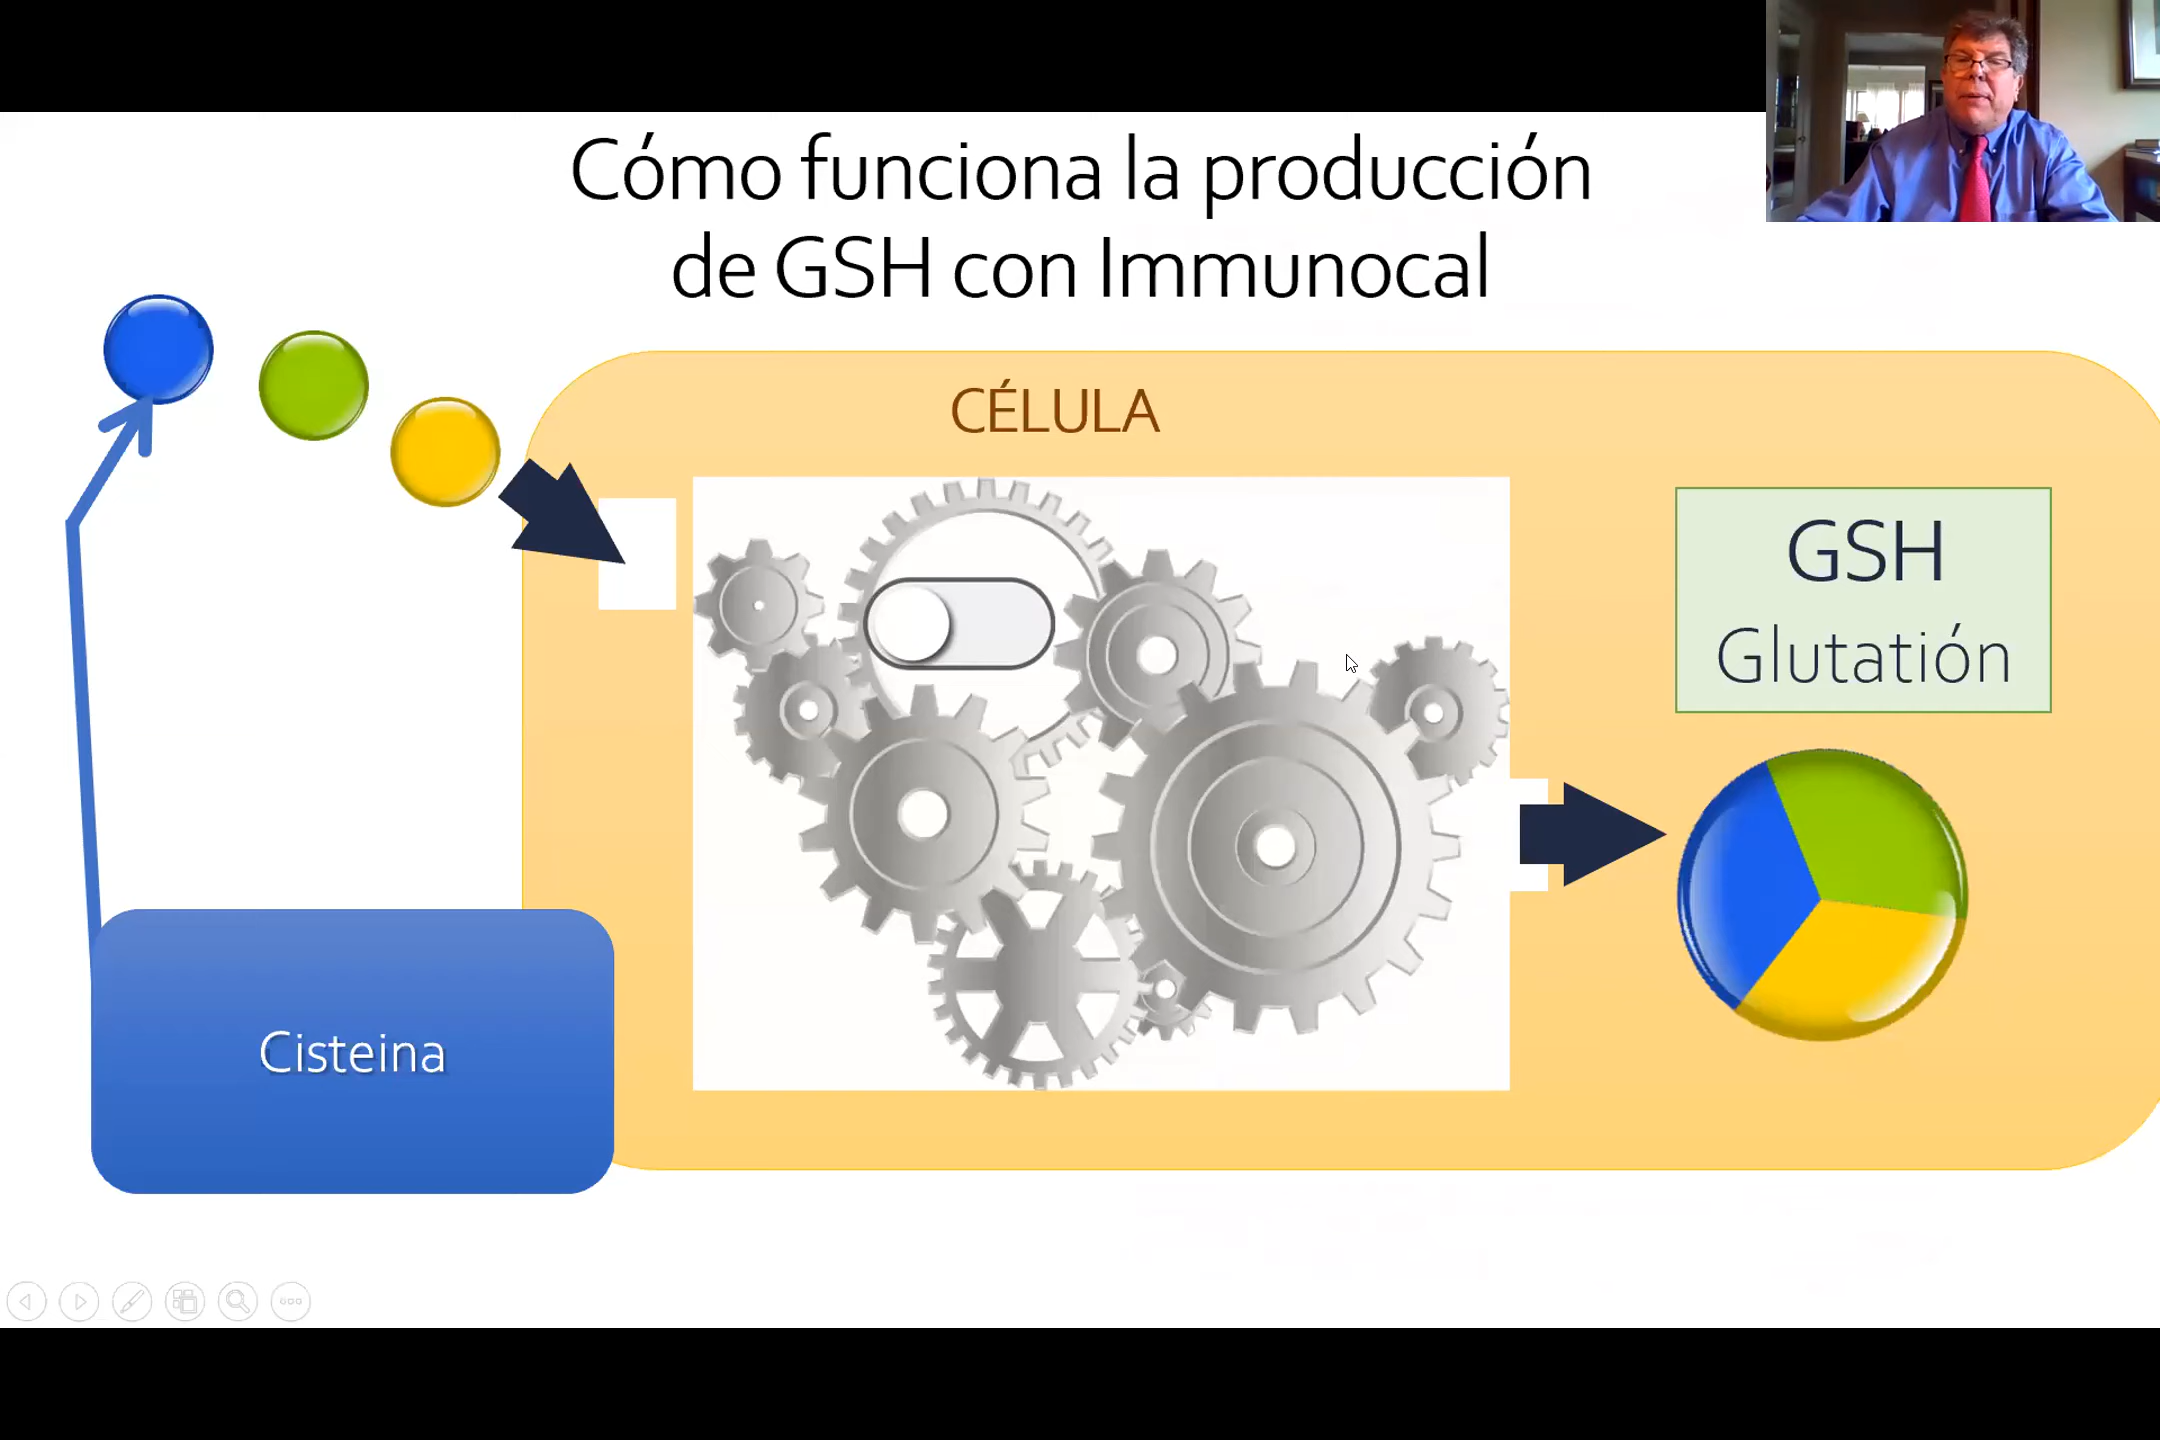 Cómo funciona la producción
de GSH con Immunocal
CÉLULA
GSH
Glutatión
Cisteina